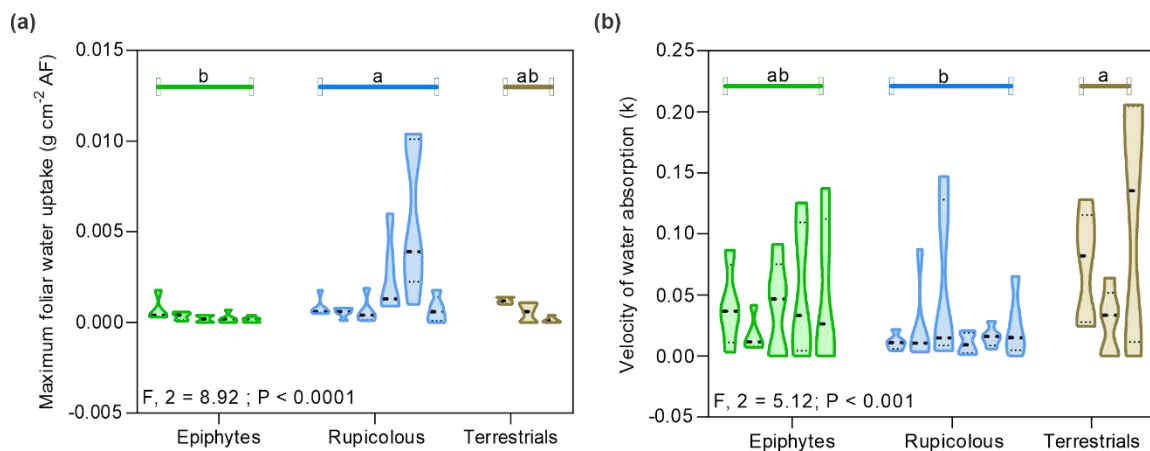 (a)
Maximum foliar water uptake (g cm⁻² AF)
0.015
0.010
0.005
0.000
-0.005
b
a
ab
F, 2 = 8.92 ; P < 0.0001
Epiphytes
Rupicolous
Terrestrials
(b)
Velocity of water absorption (k)
0.25
0.20
0.15
0.10
0.05
0.00
-0.05
ab
b
a
F, 2 = 5.12; P < 0.001
Epiphytes
Rupicolous
Terrestrials